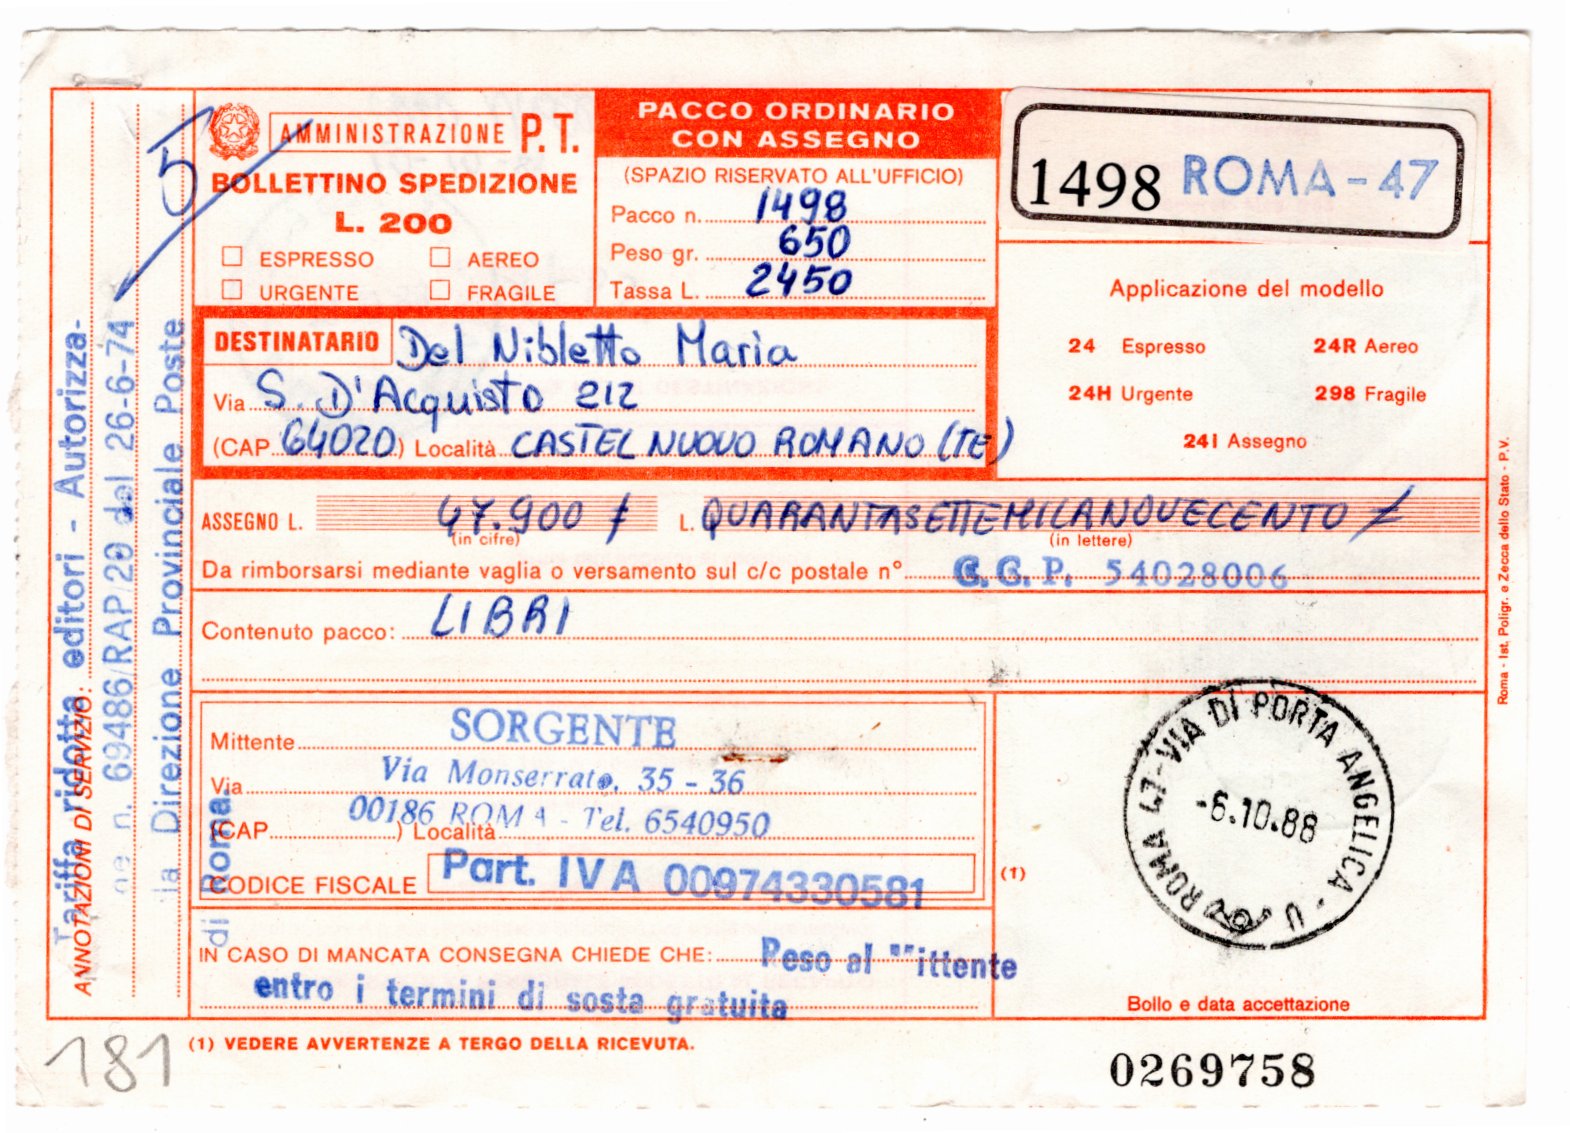 AMMINISTRAZIONE P.T.
BOLLETTINO SPEDIZIONE
L. 200
ESPRESSO AEREO
URGENTE FRAGILE
PACCO ORDINARIO
CON ASSEGNO
(SPAZIO RISERVATO ALL'UFFICIO)
Pacco n. 1498
Peso gr. 650
Tassa L. 2450
1498 ROMA - 47
Applicazione del modello
24 Espresso 24R Aereo
24H Urgente 298 Fragile
24I Assegno
5
DESTINATARIO Del Nibletto Maria
Via S. D'Acquisto 212
(CAP 64020) Località CASTEL NUOVO ROMANO (TE)
ASSEGNO L. 47.900 L. QUARANTASETTEMILANOVECENTO
(in cifre) (in lettere)
Da rimborsarsi mediante vaglia o versamento sul c/c postale n° C.C.P. 54028006
Contenuto pacco: LIBRI
Mittente SORGENTE
Via Via Monserrato, 35 - 36
(CAP ) Località 00186 ROMA - Tel. 6540950
CODICE FISCALE Part. IVA 00974330581
(1)
IN CASO DI MANCATA CONSEGNA CHIEDE CHE: Reso al Mittente
entro i termini di sosta gratuita
ROMA 47-VIA DI PORTA ANGELICA - U
-6.10.88
Bollo e data accettazione
(1) VEDERE AVVERTENZE A TERGO DELLA RICEVUTA.
0269758
181
ANNOTAZIONI DI SERVIZIO:
Tariffa ridotta editori - Autorizza-
ne n. 69486/RAP/29 del 26-6-74
la Direzione Provinciale Poste
di Roma.
Roma - Ist. Poligr. e Zecca dello Stato - P.V.